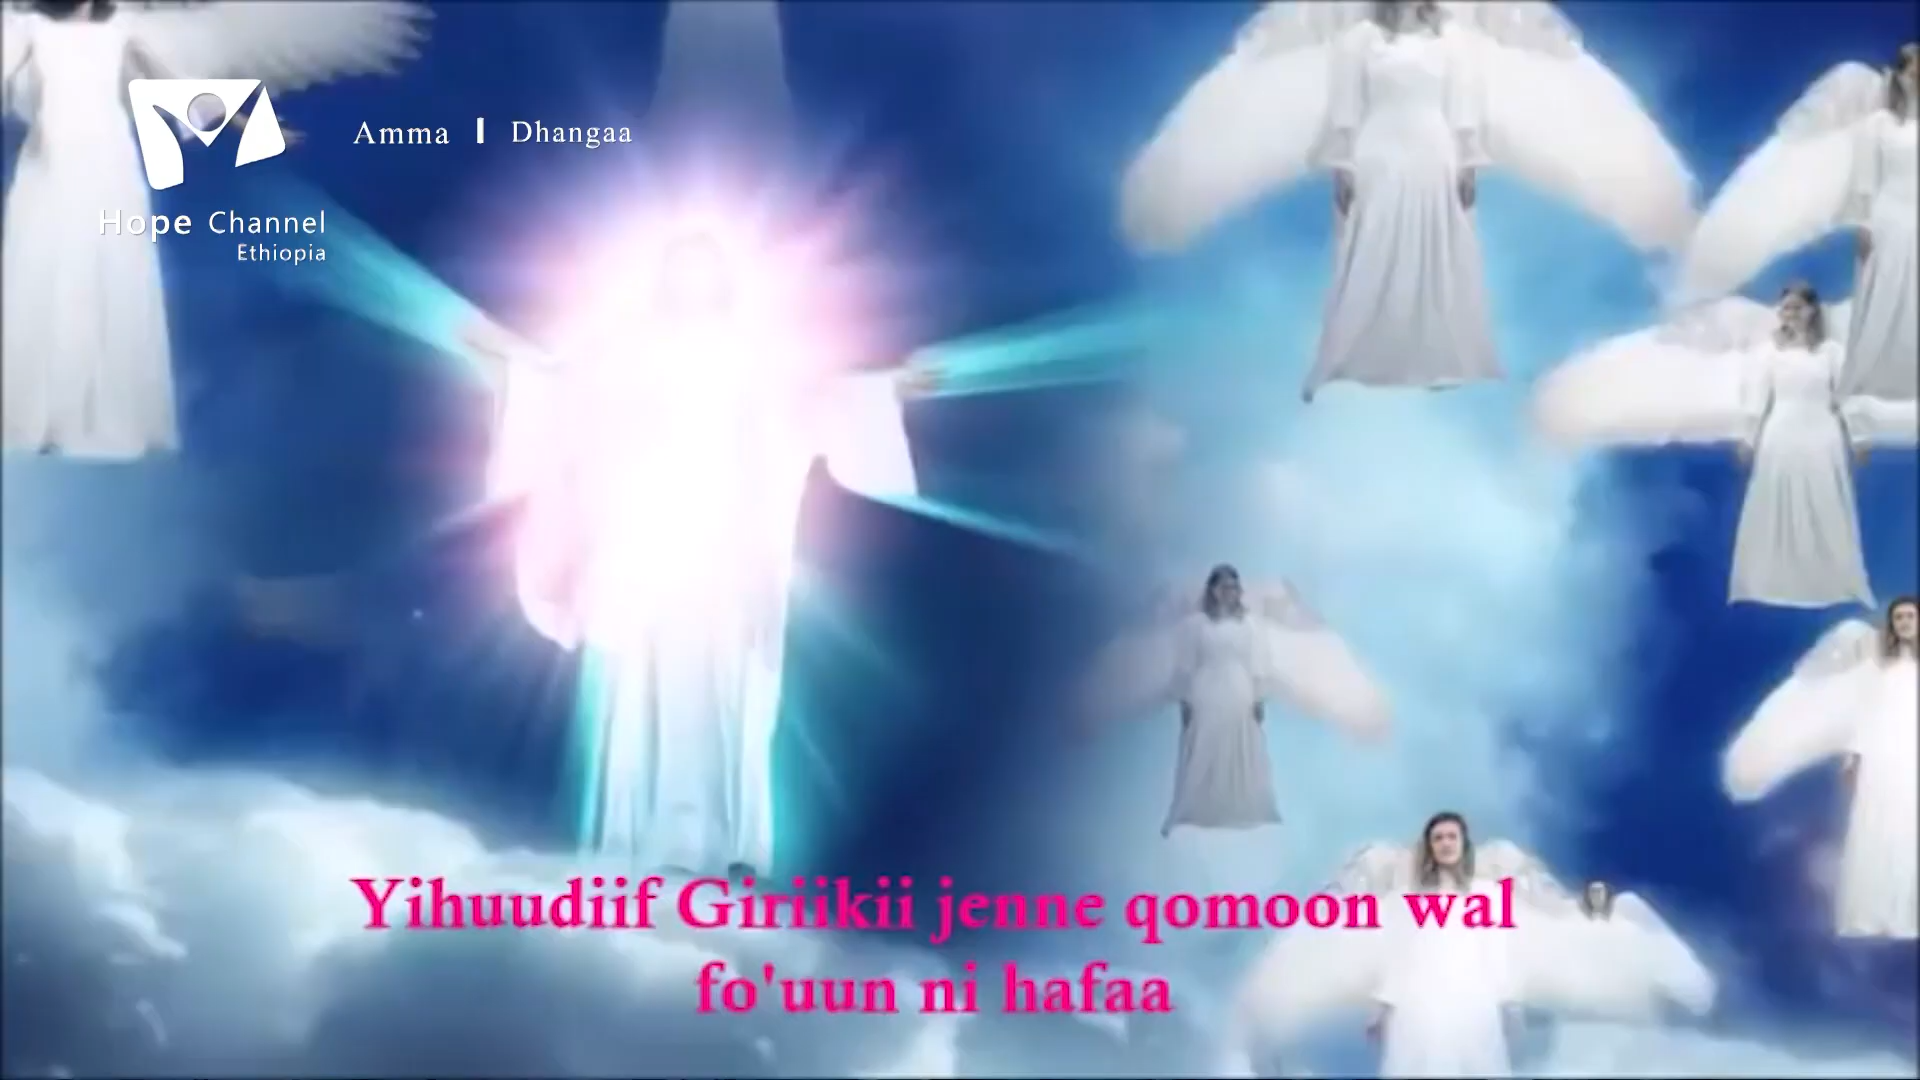 Amma | Dhangaa
Hope Channel
Ethiopia
Yihuudiif Giriikii jenne qomoon wal
fo'uun ni hafaa